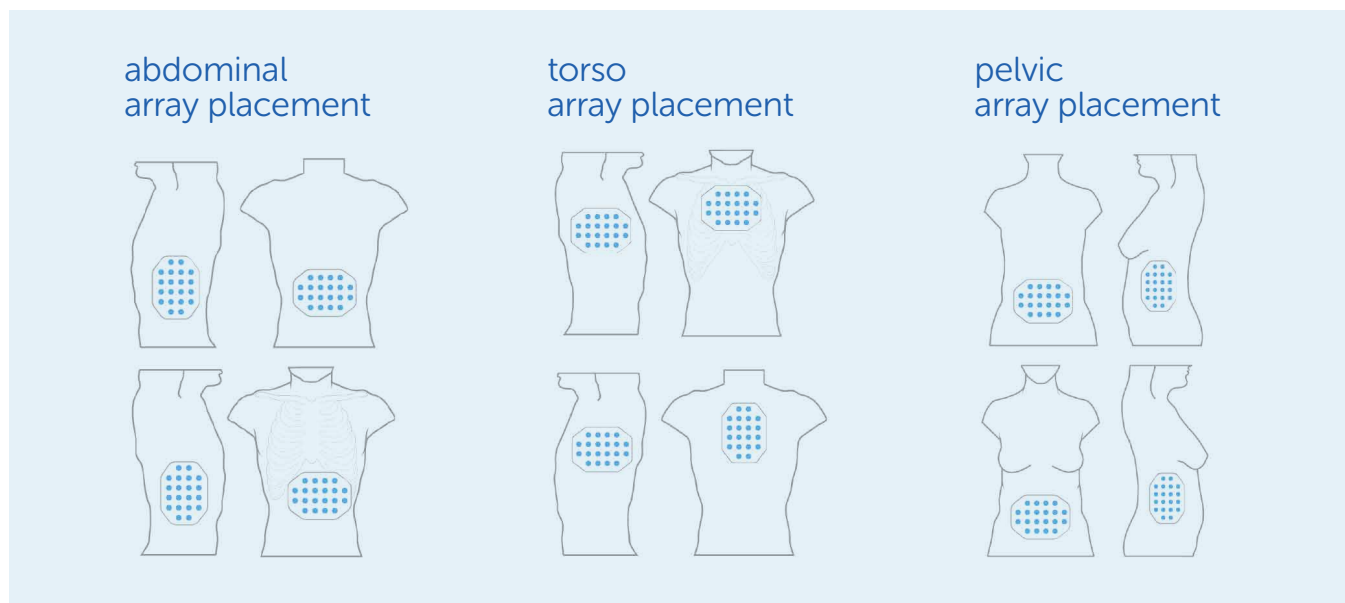 abdominal
array placement
torso
array placement
pelvic
array placement